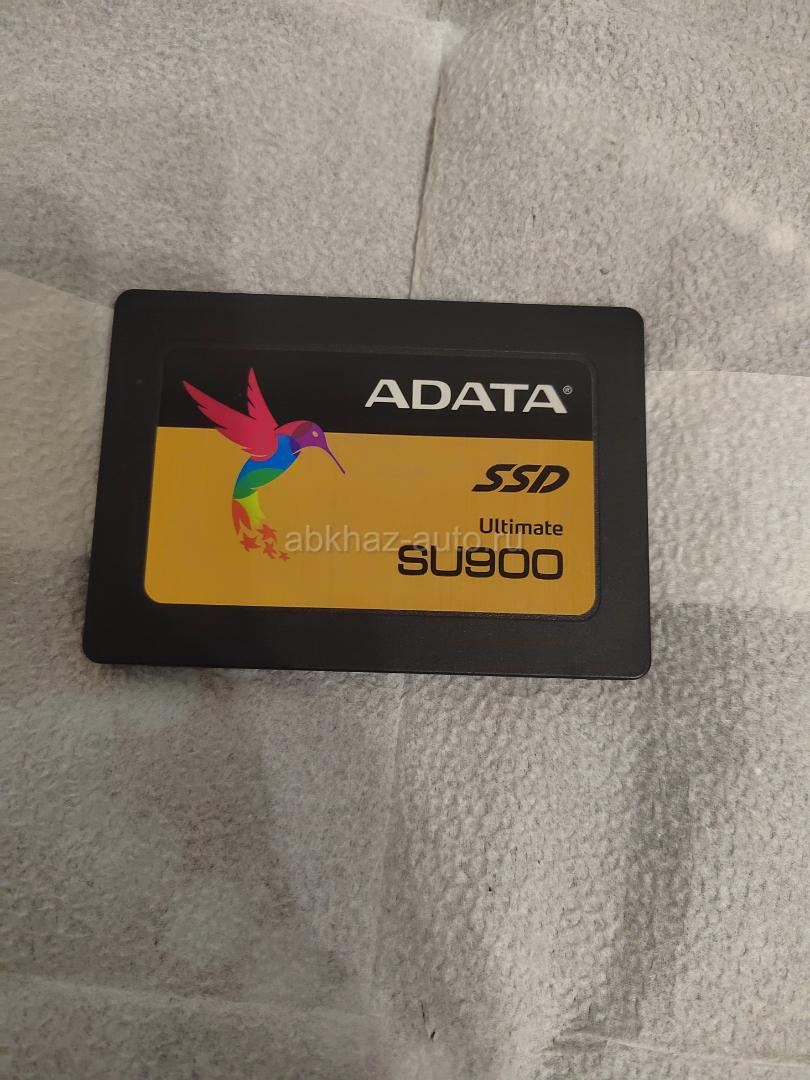 ADATA®
SSD
Ultimate
abkhaz-auto.ru
SU900